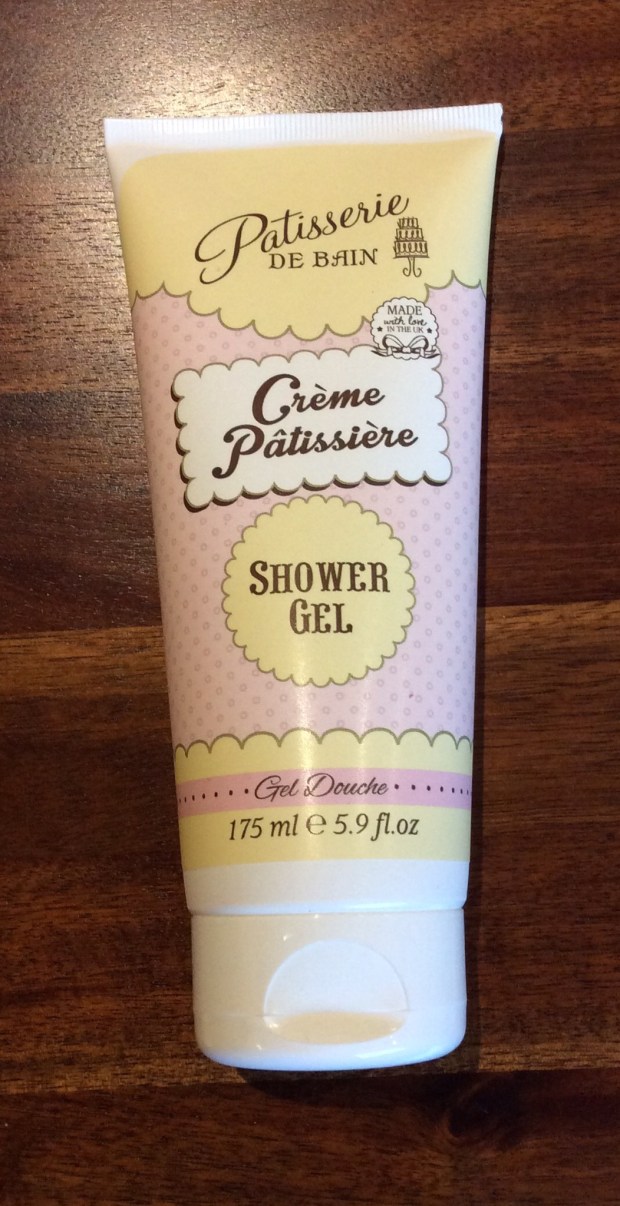 Patisserie
DE BAIN
MADE
with love
IN THE UK
Crème
Pâtissière
SHOWER
GEL
Gel Douche
175 ml e 5.9 fl.oz